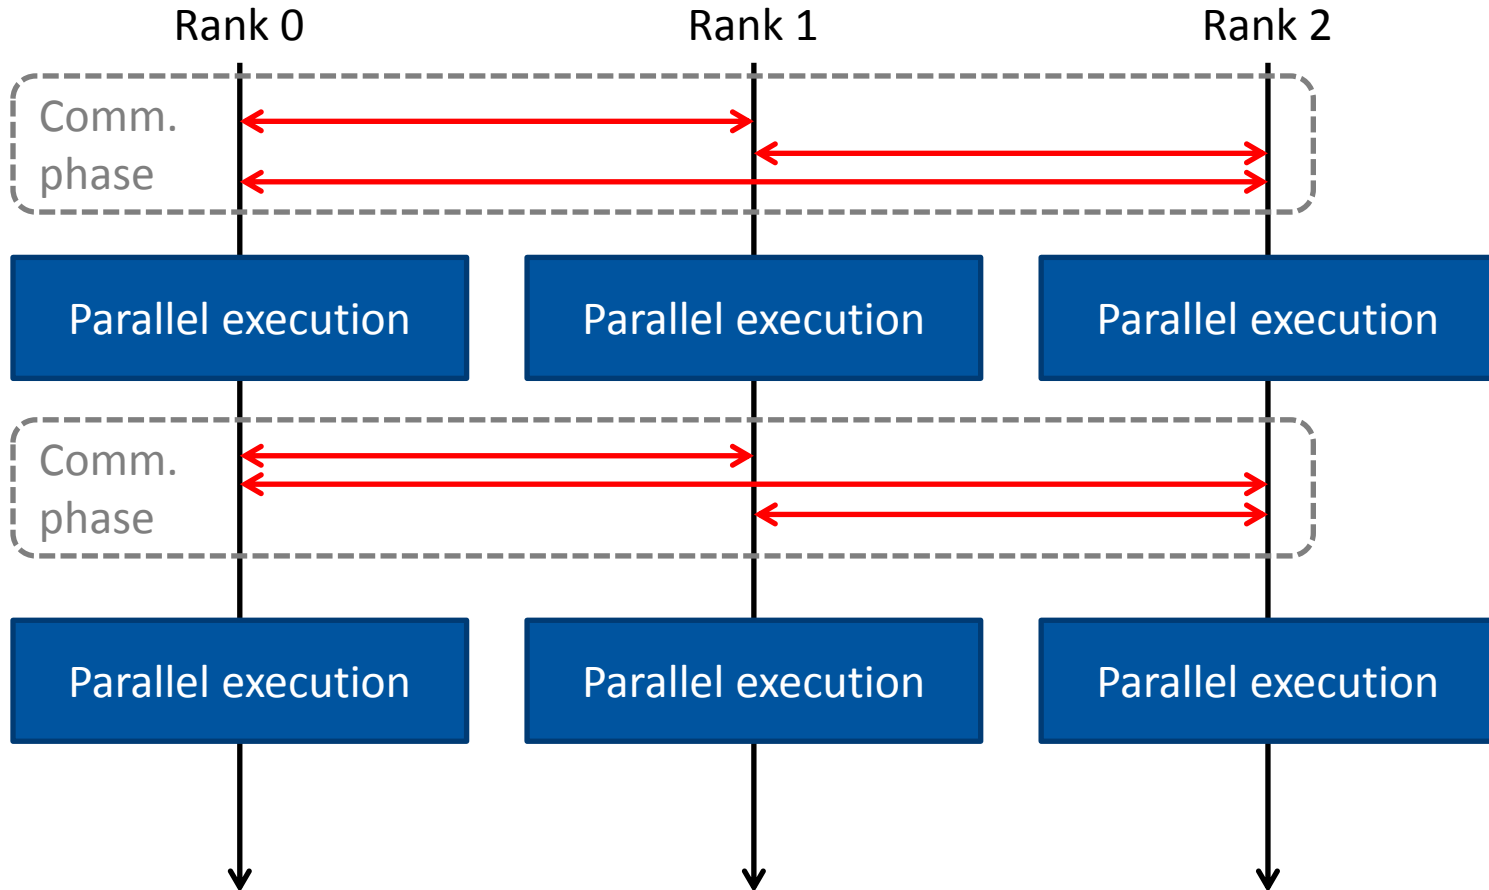 Rank 0
Rank 1
Rank 2
Comm.
phase
Parallel execution
Parallel execution
Parallel execution
Comm.
phase
Parallel execution
Parallel execution
Parallel execution